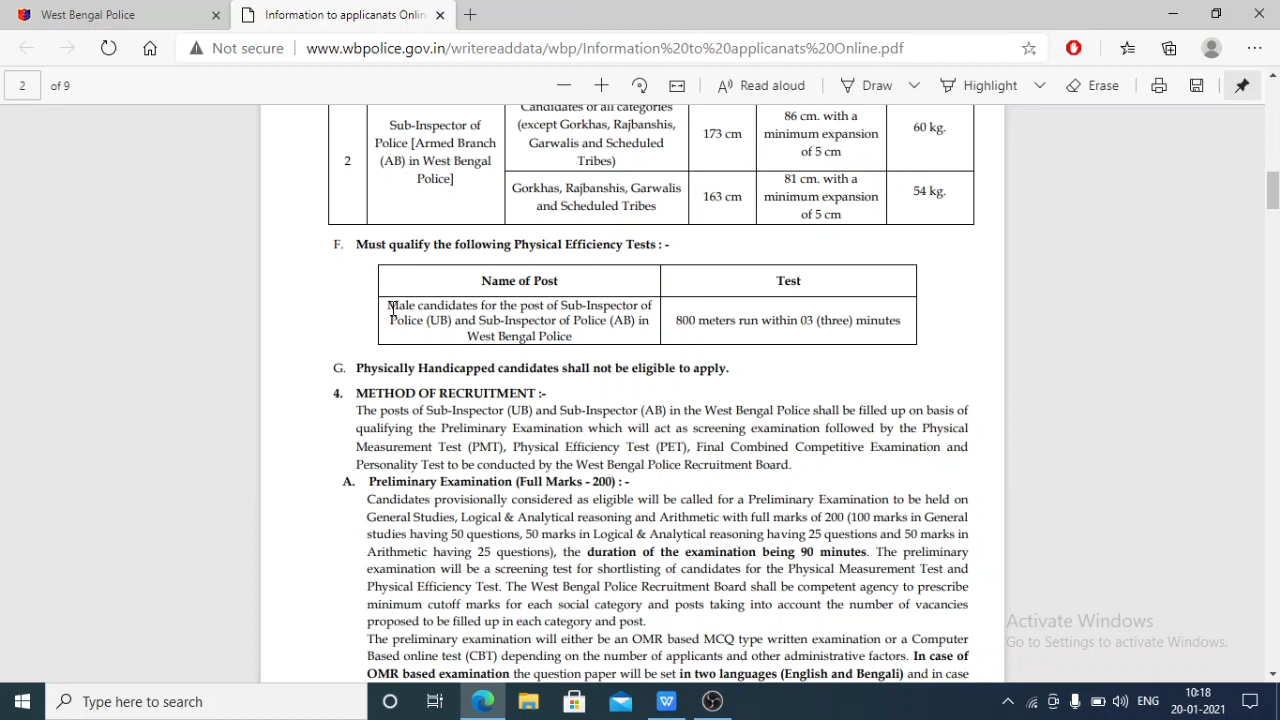 West Bengal Police
Information to applicanats Onlin
Not secure
www.wbpolice.gov.in/writereaddata/wbp/Information%20to%20applicanats%20Online.pdf
2 of 9
Read aloud
Draw
Highlight
Erase
2
Sub-Inspector of
Police [Armed Branch
(AB) in West Bengal
Police]
Candidates of all categories
(except Gorkhas, Rajbanshis,
Garwalis and Scheduled
Tribes)
173 cm
86 cm. with a
minimum expansion
of 5 cm
60 kg.
Gorkhas, Rajbanshis, Garwalis
and Scheduled Tribes
163 cm
81 cm. with a
minimum expansion
of 5 cm
54 kg.
F. Must qualify the following Physical Efficiency Tests : -
Name of Post
Test
Male candidates for the post of Sub-Inspector of
Police (UB) and Sub-Inspector of Police (AB) in
West Bengal Police
800 meters run within 03 (three) minutes
G. Physically Handicapped candidates shall not be eligible to apply.
4. METHOD OF RECRUITMENT :-
The posts of Sub-Inspector (UB) and Sub-Inspector (AB) in the West Bengal Police shall be filled up on basis of
qualifying the Preliminary Examination which will act as screening examination followed by the Physical
Measurement Test (PMT), Physical Efficiency Test (PET), Final Combined Competitive Examination and
Personality Test to be conducted by the West Bengal Police Recruitment Board.
A. Preliminary Examination (Full Marks - 200) : -
Candidates provisionally considered as eligible will be called for a Preliminary Examination to be held on
General Studies, Logical & Analytical reasoning and Arithmetic with full marks of 200 (100 marks in General
studies having 50 questions, 50 marks in Logical & Analytical reasoning having 25 questions and 50 marks in
Arithmetic having 25 questions), the duration of the examination being 90 minutes. The preliminary
examination will be a screening test for shortlisting of candidates for the Physical Measurement Test and
Physical Efficiency Test. The West Bengal Police Recruitment Board shall be competent agency to prescribe
minimum cutoff marks for each social category and posts taking into account the number of vacancies
proposed to be filled up in each category and post.
The preliminary examination will either be an OMR based MCQ type written examination or a Computer
Based online test (CBT) depending on the number of applicants and other administrative factors. In case of
OMR based examination the question paper will be set in two languages (English and Bengali) and in case
Activate Windows
Go to Settings to activate Windows.
Type here to search
ENG
10:18
20-01-2021